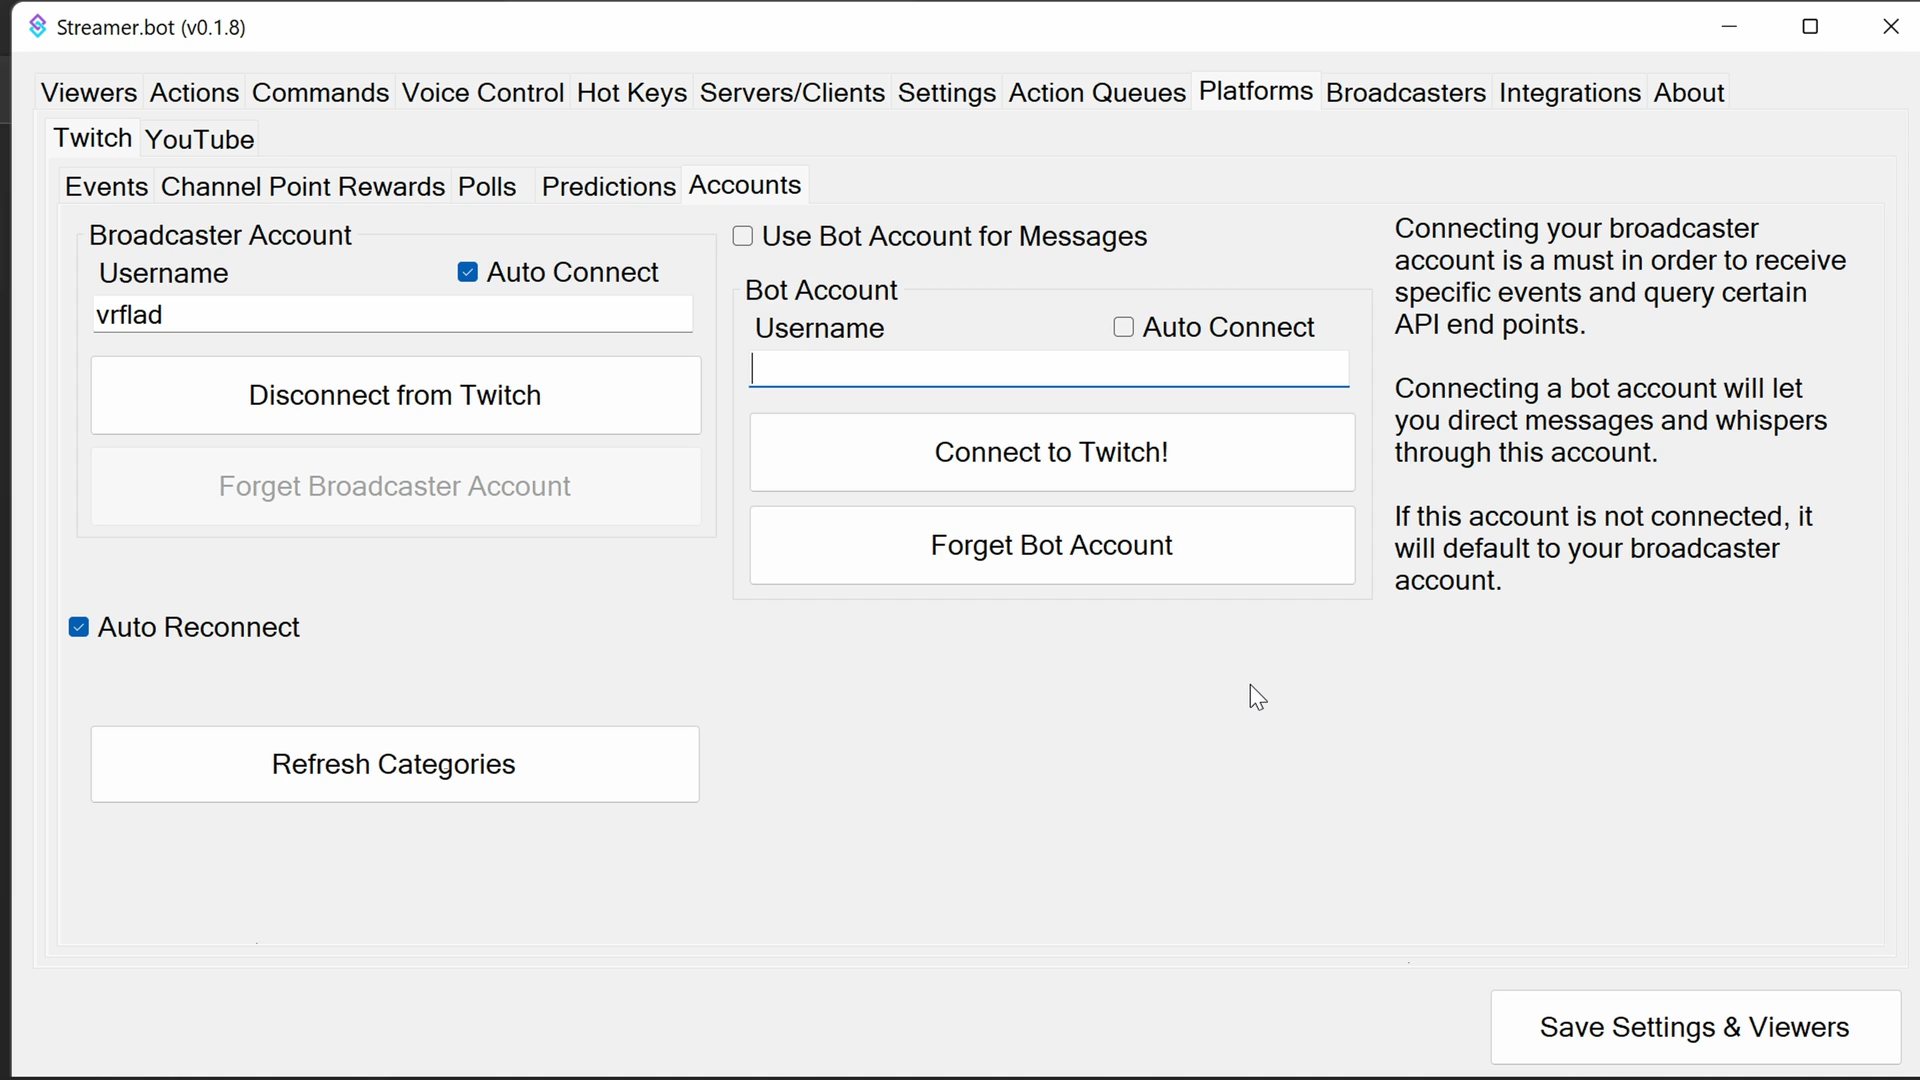 Streamer.bot (v0.1.8)
Viewers Actions Commands Voice Control Hot Keys Servers/Clients Settings Action Queues Platforms Broadcasters Integrations About
Twitch YouTube
Events Channel Point Rewards Polls Predictions Accounts
Broadcaster Account
Username Auto Connect
vrflad
Disconnect from Twitch
Forget Broadcaster Account
Auto Reconnect
Refresh Categories
Use Bot Account for Messages
Bot Account
Username Auto Connect
Connect to Twitch!
Forget Bot Account
Connecting your broadcaster
account is a must in order to receive
specific events and query certain
API end points.
Connecting a bot account will let
you direct messages and whispers
through this account.
If this account is not connected, it
will default to your broadcaster
account.
Save Settings & Viewers